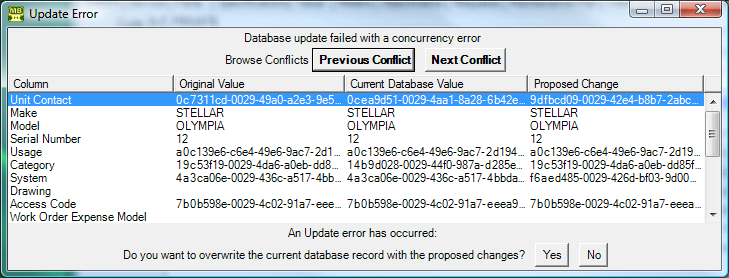 MB
Update Error
Database update failed with a concurrency error
Browse Conflicts Previous Conflict Next Conflict
Column Original Value Current Database Value Proposed Change
Unit Contact 0c7311cd-0029-49a0-a2e3-9e5... 0cea9d51-0029-4aa1-8a28-6b42e... 9dfbcd09-0029-42e4-b8b7-2abc...
Make STELLAR STELLAR STELLAR
Model OLYMPIA OLYMPIA OLYMPIA
Serial Number 12 12 12
Usage a0c139e6-c6e4-49e6-9ac7-2d1... a0c139e6-c6e4-49e6-9ac7-2d194... a0c139e6-c6e4-49e6-9ac7-2d194...
Category 19c53f19-0029-4da6-a0eb-dd8... 14b9d028-0029-44f0-987a-d285e... 19c53f19-0029-4da6-a0eb-dd85f...
System 4a3ca06e-0029-436c-a517-4bb... 4a3ca06e-0029-436c-a517-4bbda... f6aed485-0029-426d-bf03-9d00...
Drawing
Access Code 7b0b598e-0029-4c02-91a7-eee... 7b0b598e-0029-4c02-91a7-eeea9... 7b0b598e-0029-4c02-91a7-eeea...
Work Order Expense Model
An Update error has occurred:
Do you want to overwrite the current database record with the proposed changes? Yes No